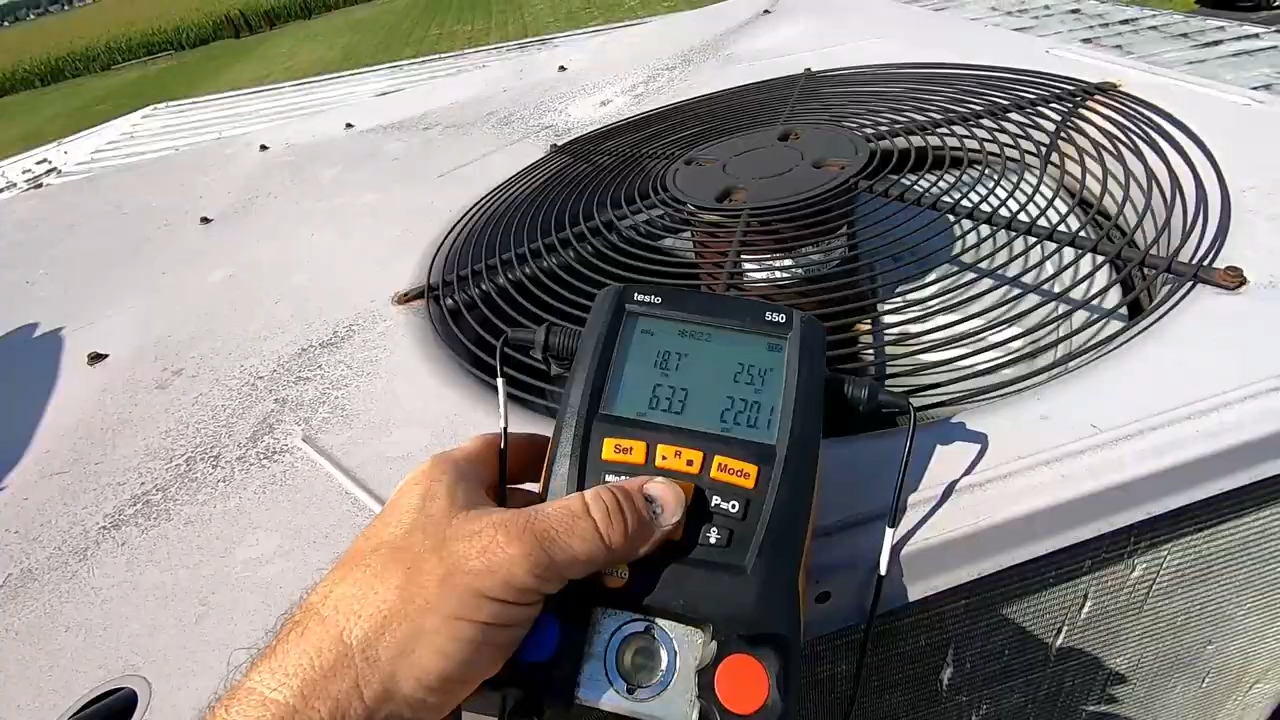 testo
550
R22
18.7°
25.4°
63.3
220.1
Set
R
Mode
P=0
testo